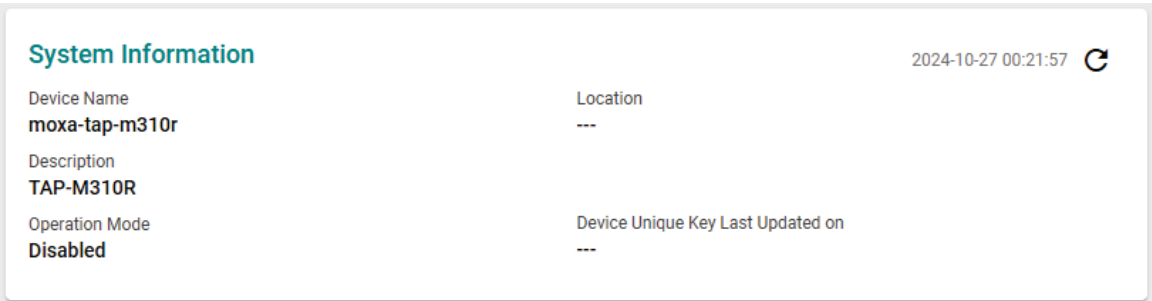 System Information
2024-10-27 00:21:57
Device Name
moxa-tap-m310r
Location
---
Description
TAP-M310R
Operation Mode
Disabled
Device Unique Key Last Updated on
---